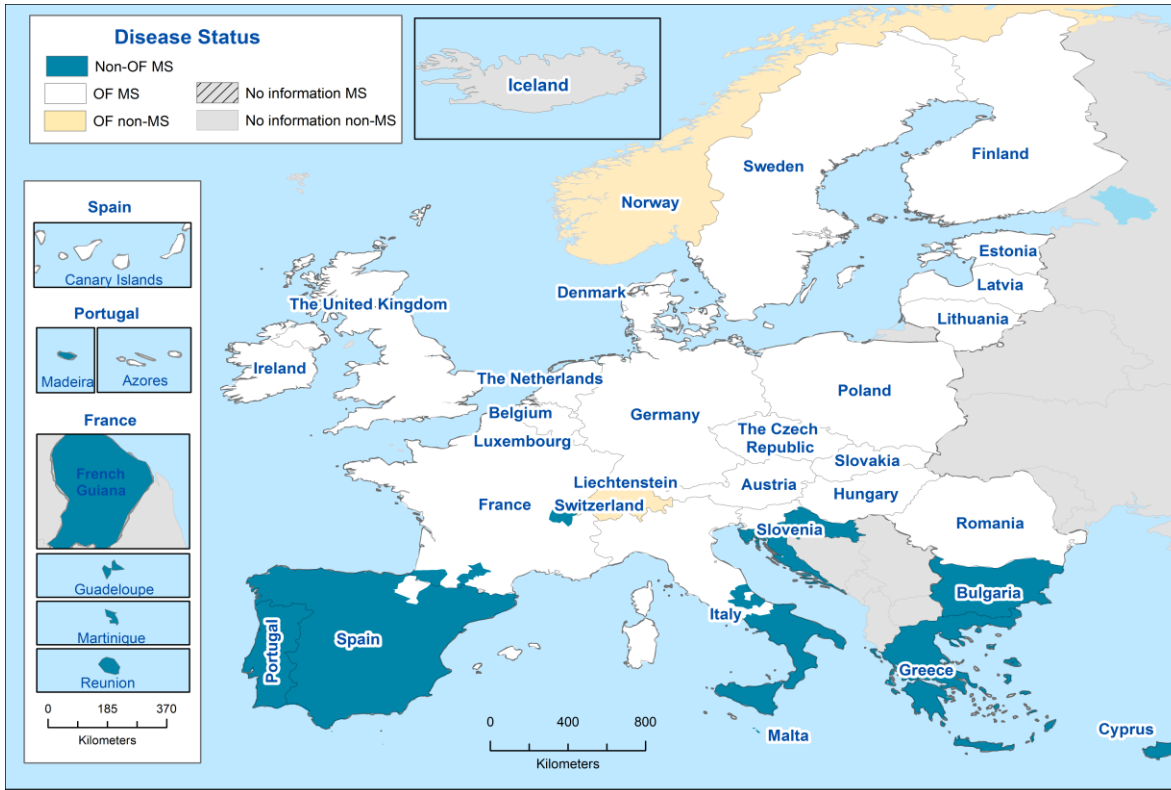 Disease Status
Non-OF MS
OF MS
No information MS
OF non-MS
No information non-MS
Iceland
Spain
Canary Islands
Portugal
Madeira
Azores
France
French
Guiana
Guadeloupe
Martinique
Reunion
0 185 370
Kilometers
Finland
Sweden
Norway
Estonia
Latvia
Lithuania
Denmark
The United Kingdom
Ireland
The Netherlands
Belgium
Luxembourg
Germany
Poland
The Czech
Republic
Slovakia
Liechtenstein
Austria
Hungary
France
Switzerland
Slovenia
Romania
Bulgaria
Italy
Portugal
Spain
Greece
Malta
Cyprus
0 400 800
Kilometers